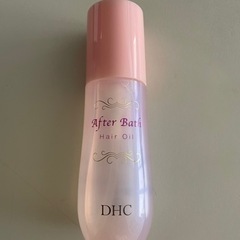 After Bath
Hair Oil
DHC